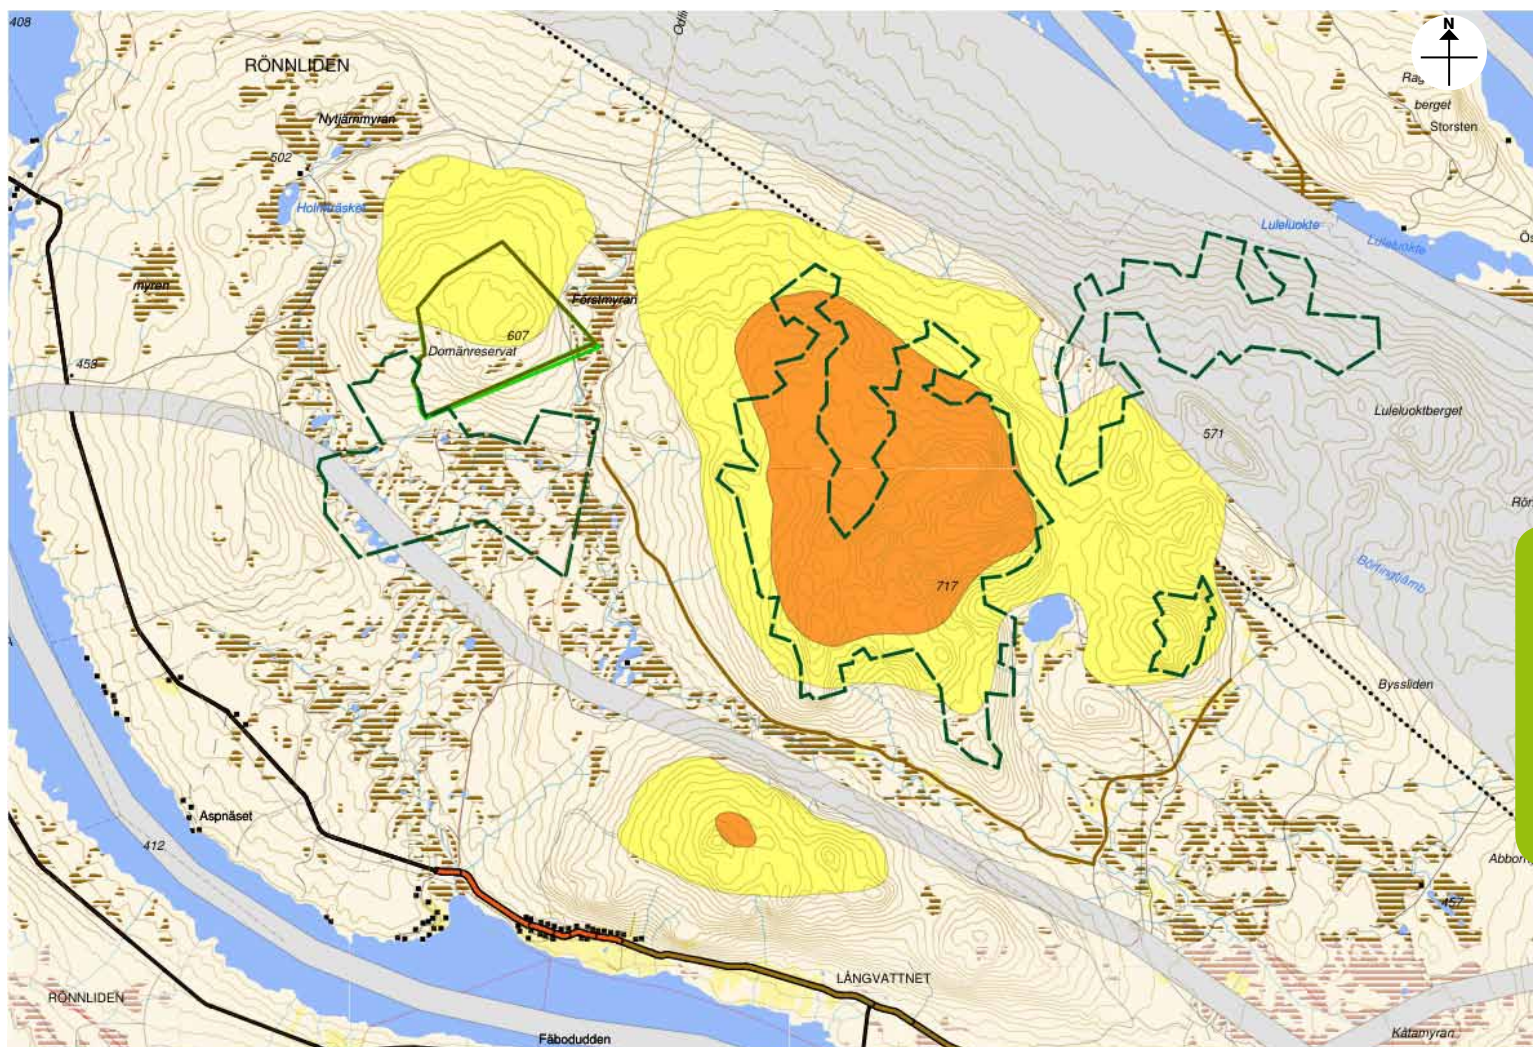 408
N
RÖNNLIDEN
berget
Storsten
Nytjärnmyran
502
Holmträsket
Luleluokte
Luleluokte
myren
Förstmyran
607
Domänreservat
453
Luleluoktberget
571
717
Byssliden
Aspnäset
412
457
LÅNGVATTNET
RÖNNLIDEN
Fäbodudden
Kåtamyran